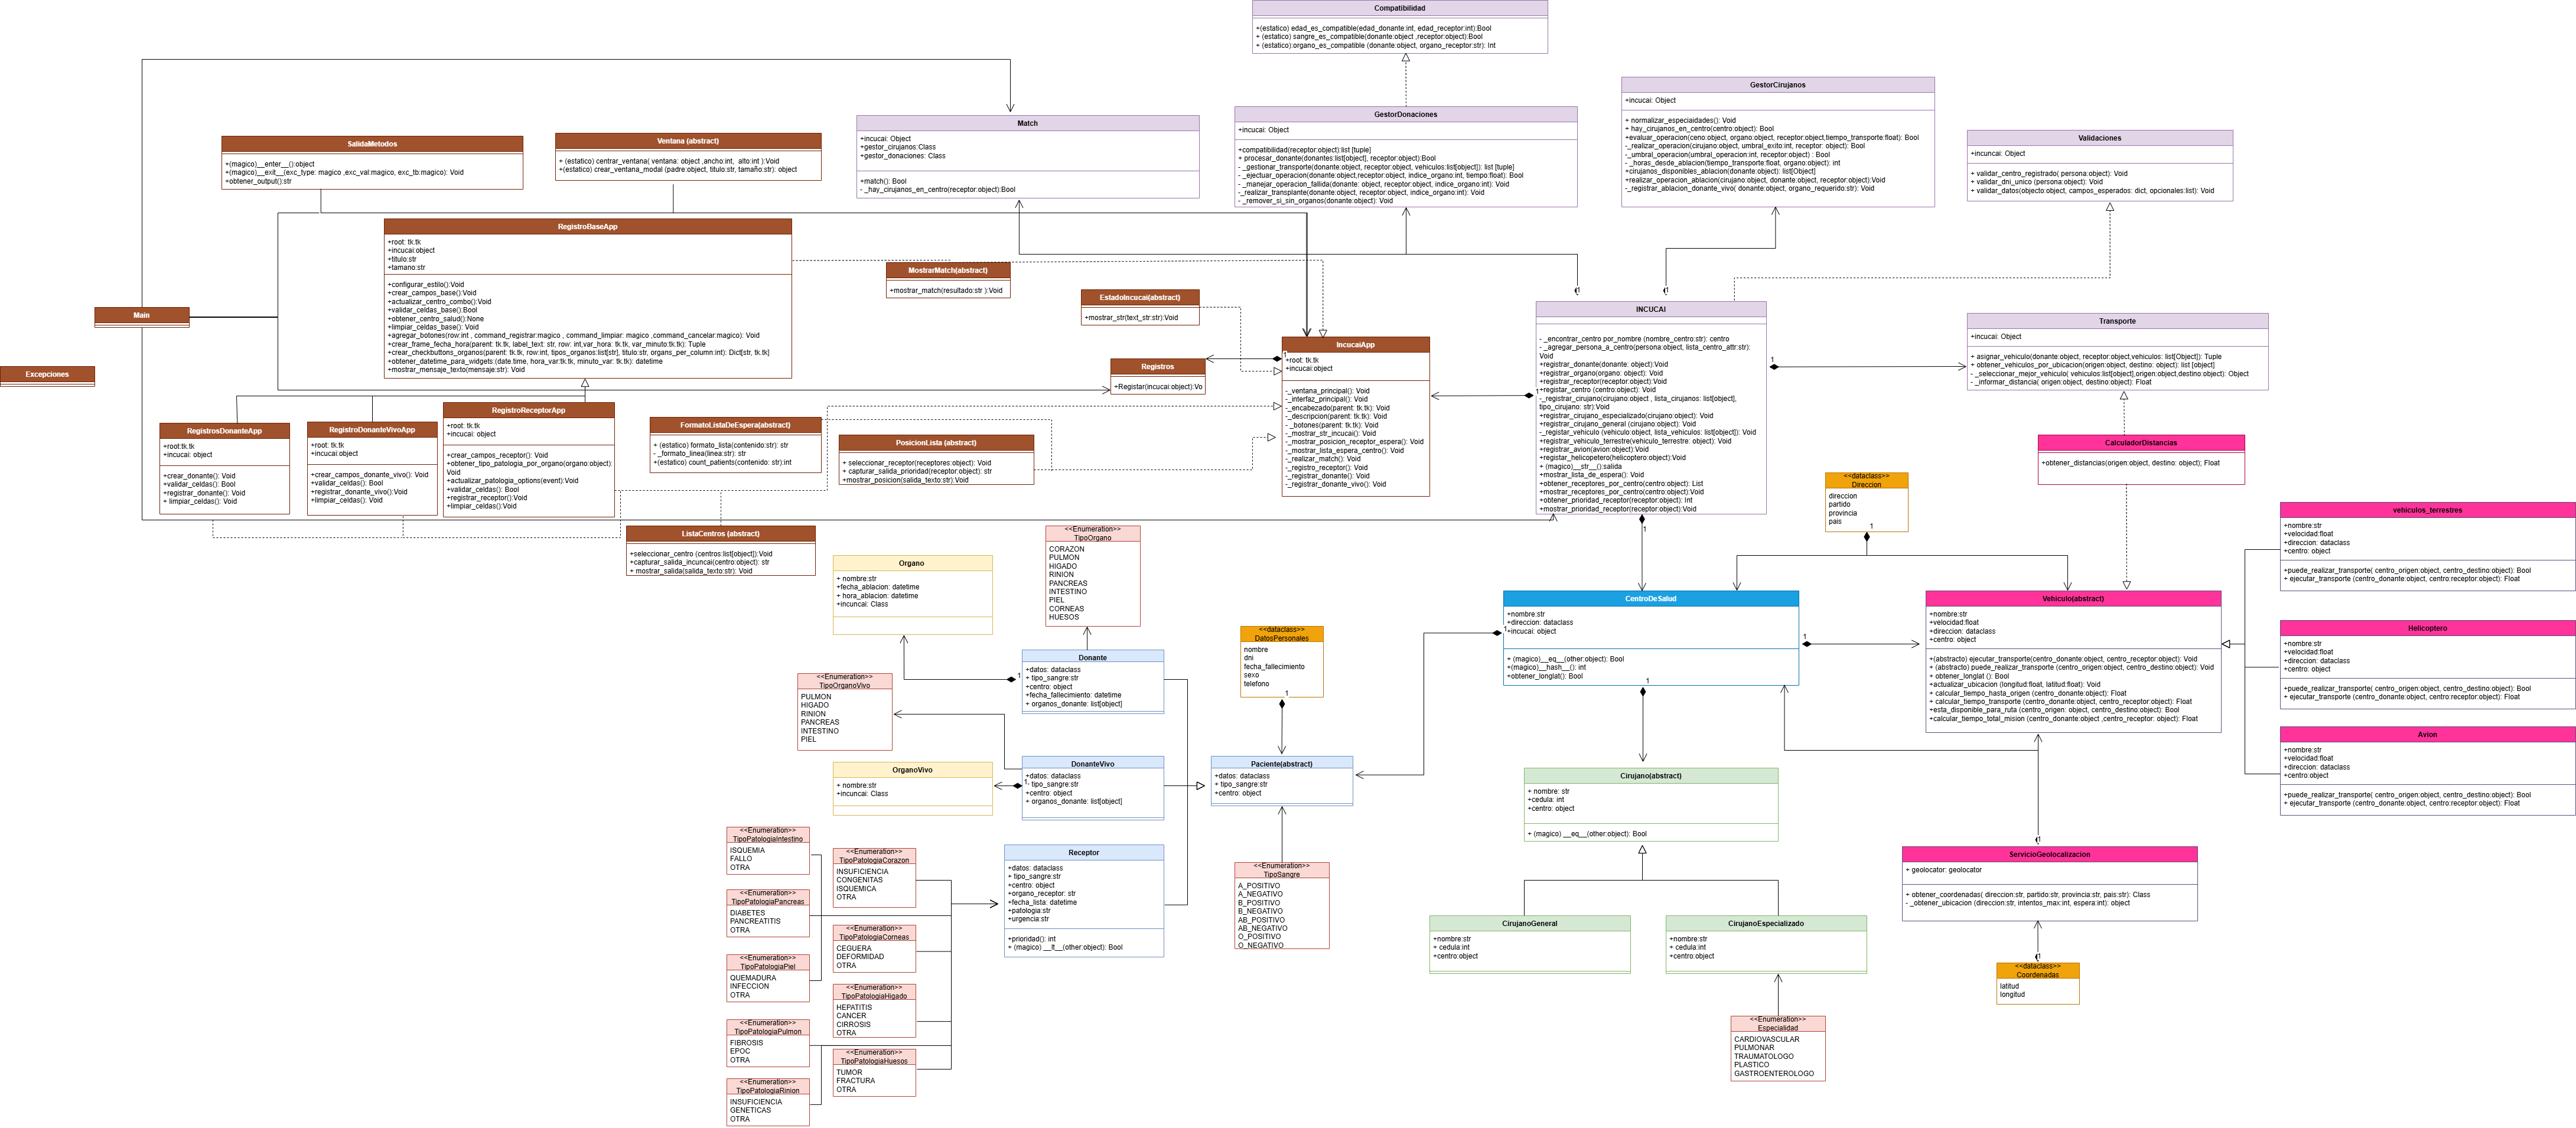 Compatibilidad
+(estatico) edad_es_compatible(edad_donante:int, edad_receptor:int):Bool
+ (estatico) sangre_es_compatible(donante:object ,receptor:object):Bool
+ (estatico):organo_es_compatible (donante:object, organo_receptor:str): Int
GestorCirujanos
+incucai: Object
+ normalizar_especiaidades(): Void
+ hay_cirujanos_en_centro(centro:object): Bool
+evaluar_operacion(ceno:object, organo:object, receptor:object,tiempo_transporte:float): Bool
-_realizar_operacion(cirujano:object, umbral_exito:int, receptor: object): Bool
-_umbral_operacion(umbral_operacion:int, receptor:object) : Bool
-_horas_desde_ablacion(tiempo_transporte:float, organo:object): int
+cirujanos_disponibles_ablacion(donante:object): list[Object]
+realizar_operacion_ablacion(cirujano:object, donante:object, receptor:object):Void
-_registrar_ablacion_donante_vivo( donante:object, organo_requerido:str): Void
GestorDonaciones
+incucai: Object
+compatibilidad(receptor:object):list [tuple]
+ procesar_donante(donantes:list[object], receptor:object):Bool
- _gestionar_transporte(donante:object, receptor:object, vehiculos:list[object]): list [tuple]
- _ejectuar_operacion(donante:object,receptor:object, indice_organo:int, tiempo:float): Bool
- _manejar_operacion_fallida(donante: object, receptor:object, indice_organo:int): Void
- _realizar_transplante(donante:object, receptor:object, indice_organo:int): Void
- _remover_si_sin_organos(donante:object): Void
Match
+incucai: Object
+gestor_cirujanos:Class
+gestor_donaciones: Class
+match(): Bool
- _hay_cirujanos_en_centro(receptor:object):Bool
Validaciones
+incuncai: Object
+ validar_centro_registrado( persona:object): Void
+ validar_dni_unico (persona:object): Void
+ validar_datos(objecto:object, campos_esperados: dict, opcionales:list): Void
SalidaMetodos
+(magico)__enter__():object
+(magico)__exit__(exc_type: magico ,exc_val:magico, exc_tb:magico): Void
+obtener_output():str
Ventana (abstract)
+ (estatico) centrar_ventana( ventana: object ,ancho:int, alto:int ):Void
+(estatico) crear_ventana_modal (padre:object, titulo:str, tamaño:str): object
RegistroBaseApp
+root: tk.tk
+incucai:object
+titulo:str
+tamano:str
+configurar_estilo():Void
+crear_campos_base():Void
+actualizar_centro_combo():Void
+validar_celdas_base():Bool
+obtener_centro_salud():None
+limpiar_celdas_base(): Void
+agregar_botones(row:int , command_registrar:magico , command_limpiar: magico ,command_cancelar:magico): Void
+crear_frame_fecha_hora(parent: tk.tk, label_text: str, row: int,var_hora: tk.tk, var_minuto:tk.tk): Tuple
+crear_checkbuttons_organos(parent: tk.tk, row:int, tipos_organos:list[str], titulo:str, organs_per_column:int): Dict[str, tk.tk]
+obtener_datetime_para_widgets:(date.time, hora_var:tk.tk, minuto_var: tk.tk): datetime
+mostrar_mensaje_texto(mensaje:str): Void
MostrarMatch(abstract)
+mostrar_match(resultado:str ):Void
EstadoIncucai(abstract)
+mostrar_str(text_str:str):Void
Main
Excepciones
Registros
+Registar(incucai:object):Vo
IncucaiApp
1
+root: tk.tk
+incucai:object
-_ventana_principal(): Void
-_interfaz_principal(): Void
-_encabezado(parent: tk.tk): Void
-_descripcion(parent: tk.tk): Void
- _botones(parent: tk.tk): Void
-_mostrar_str_incucai(): Void
-_mostrar_posicion_receptor_espera(): Void
-_mostrar_lista_espera_centro(): Void
-_realizar_match(): Void
-_registro_receptor(): Void
-_registrar_donante(): Void
-_registrar_donante_vivo(): Void
INCUCAI
1
1
1
1
1
- _encontrar_centro por_nombre (nombre_centro:str): centro
- _agregar_persona_a_centro(persona:object, lista_centro_attr:str):
Void
+registrar_donante(donante: object):Void
+registrar_organo(organo: object): Void
+registrar_receptor(receptor:object):Void
+registar_centro (centro:object): Void
-_registrar_cirujano(cirujano:object , lista_cirujanos: list[object],
tipo_cirujano: str):Void
+registrar_cirujano_especializado(cirujano:object): Void
+registrar_cirujano_general (cirujano:object): Void
-_registar_vehiculo (vehiculo:object, lista_vehiculos: list[object]): Void
+registrar_vehiculo_terrestre(vehiculo_terrestre: object): Void
+registrar_avion(avion:object): Void
+registar_helicoptero(helicoptero:object):Void
+ (magico)__str__():salida
+mostrar_lista_de_espera(): Void
+obtener_receptores_por_centro(centro:object): List
+mostrar_receptores_por_centro(centro:object):Void
+obtener_prioridad_receptor(receptor:object): Int
+mostrar_prioridad_receptor(receptor:object):Void
Transporte
+incucai: Object
+ asignar_vehiculo(donante:object, receptor:object,vehiculos: list[Object]): Tuple
+ obtener_vehiculos_por_ubicacion(origen:object, destino: object): list [object]
-_seleccionar_mejor_vehiculo( vehiculos:list[object],origen:object,destino:object): Object
- _informar_distancia( origen:object, destino:object): Float
RegistrosDonanteApp
+root:tk.tk
+incucai: object
+crear_donante(): Void
+validar_celdas(): Bool
+registrar_donante(): Void
+ limpiar_celdas(): Void
RegistroDonanteVivoApp
+root: tk.tk
+incucai:object
+crear_campos_donante_vivo(): Void
+validar_celdas(): Bool
+registrar_donante_vivo():Void
+limpiar_celdas(): Void
RegistroReceptorApp
+root: tk.tk
+incucai: object
+crear_campos_receptor(): Void
+obtener_tipo_patologia_por_organo(organo:object):
Void
+actualizar_patologia_options(event):Void
+validar_celdas(): Bool
+registrar_receptor():Void
+limpiar_celdas():Void
FormatoListaDeEspera(abstract)
+ (estatico) formato_lista(contenido:str): str
- _formato_linea(linea:str): str
+(estatico) count_patients(contenido: str):int
PosicionLista (abstract)
+ seleccionar_receptor(receptores:object): Void
+ capturar_salida_prioridad(receptor:object): str
+mostrar_posicion(salida_texto:str):Void
ListaCentros (abstract)
+seleccionar_centro (centros:list[object]):Void
+capturar_salida_incuncai(centro:object): str
+ mostrar_salida(salida_texto:str): Void
CalculadorDistancias
+obtener_distancias(origen:object, destino: object); Float
<<dataclass>>
Direccion
direccion
partido
provincia
pais
1
vehiculos_terrestres
+nombre:str
+velocidad:float
+direccion: dataclass
+centro: object
+puede_realizar_transporte( centro_origen:object, centro_destino:object): Bool
+ ejecutar_transporte (centro_donante:object, centro:receptor:object): Float
<<Enumeration>>
TipoOrgano
CORAZON
PULMON
HIGADO
RINION
PANCREAS
INTESTINO
PIEL
CORNEAS
HUESOS
Organo
+ nombre:str
+fecha_ablacion: datetime
+ hora_ablacion: datetime
+incucai: Class
CentroDeSalud
+nombre:str
+direccion: dataclass
+incucai: object
1
1
1
+ (magico)__eq__(other:object): Bool
+(magico)__hash__(): int
+obtener_longlat(): Bool
Vehiculo(abstract)
+nombre:str
+velocidad:float
+direccion: dataclass
+centro: object
+(abstracto) ejecutar_transporte(centro_donante:object, centro_receptor:object): Void
+ (abstracto) puede_realizar_transporte (centro_origen:object, centro_destino:object): Void
+ obtener_longlat (): Bool
+actualizar_ubicacion (longitud:float, latitud:float): Void
+ calcular_tiempo_hasta_origen (centro_donante:object): Float
+ calcular_tiempo_transporte (centro_donante:object, centro_receptor:object): Float
+esta_disponible_para_ruta (centro_origen: object, centro_destino:object): Bool
+calcular_tiempo_total_mision (centro_donante:object ,centro_receptor: object): Float
Helicoptero
+nombre:str
+velocidad:float
+direccion: dataclass
+centro: object
+puede_realizar_transporte( centro_origen:object, centro_destino:object): Bool
+ ejecutar_transporte (centro_donante:object, centro:receptor:object): Float
<<dataclass>>
DatosPersonales
nombre
dni
fecha_fallecimiento
sexo
telefono
1
Donante
+datos: dataclass
+ tipo_sangre:str
+centro: object
+fecha_fallecimiento: datetime
+ organos_donante: list[object]
1
<<Enumeration>>
TipoOrganoVivo
PULMON
HIGADO
RINION
PANCREAS
INTESTINO
PIEL
Avion
+nombre:str
+velocidad:float
+direccion: dataclass
+centro:object
+puede_realizar_transporte( centro_origen:object, centro_destino:object): Bool
+ ejecutar_transporte (centro_donante:object, centro:receptor:object): Float
OrganoVivo
+ nombre:str
+incuncai: Class
DonanteVivo
+datos: dataclass
1
- tipo_sangre:str
+centro: object
+ organos_donante: list[object]
Paciente(abstract)
+datos: dataclass
+ tipo_sangre:str
+centro: object
Cirujano(abstract)
+ nombre: str
+cedula: int
+centro: object
+ (magico) __eq__(other:object): Bool
<<Enumeration>>
TipoPatologiaIntestino
ISQUEMIA
FALLO
OTRA
<<Enumeration>>
TipoPatologiaCorazon
INSUFICIENCIA
CONGENITAS
ISQUEMICA
OTRA
Receptor
+datos: dataclass
+ tipo_sangre:str
+centro: object
+organo_receptor: str
+fecha_lista: datetime
+patologia:str
+urgencia:str
+prioridad(): int
+ (magico) __lt__(other:object): Bool
<<Enumeration>>
TipoSangre
A_POSITIVO
A_NEGATIVO
B_POSITIVO
B_NEGATIVO
AB_POSITIVO
AB_NEGATIVO
O_POSITIVO
O_NEGATIVO
1
ServicioGeolocalizacion
+ geolocator: geolocator
+ obtener_coordenadas( direccion:str, partido:str, provincia:str, pais:str): Class
- _obtener_ubicacion (direccion:str, intentos_max:int, espera:int): object
<<Enumeration>>
TipoPatologiaPancreas
DIABETES
PANCREATITIS
OTRA
<<Enumeration>>
TipoPatologiaCorneas
CEGUERA
DEFORMIDAD
OTRA
CirujanoGeneral
+nombre:str
+ cedula:int
+centro:object
CirujanoEspecializado
+nombre:str
+ cedula:int
+centro:object
<<Enumeration>>
TipoPatologiaPiel
QUEMADURA
INFECCION
OTRA
1
<<dataclass>>
Coordenadas
latitud
longitud
<<Enumeration>>
TipoPatologiaHigado
HEPATITIS
CANCER
CIRROSIS
OTRA
<<Enumeration>>
TipoPatologiaPulmon
FIBROSIS
EPOC
OTRA
<<Enumeration>>
Especialidad
CARDIOVASCULAR
PULMONAR
TRAUMATOLOGO
PLASTICO
GASTROENTEROLOGO
<<Enumeration>>
TipoPatologiaHuesos
TUMOR
FRACTURA
OTRA
<<Enumeration>>
TipoPatologiaRinion
INSUFICIENCIA
GENETICAS
OTRA